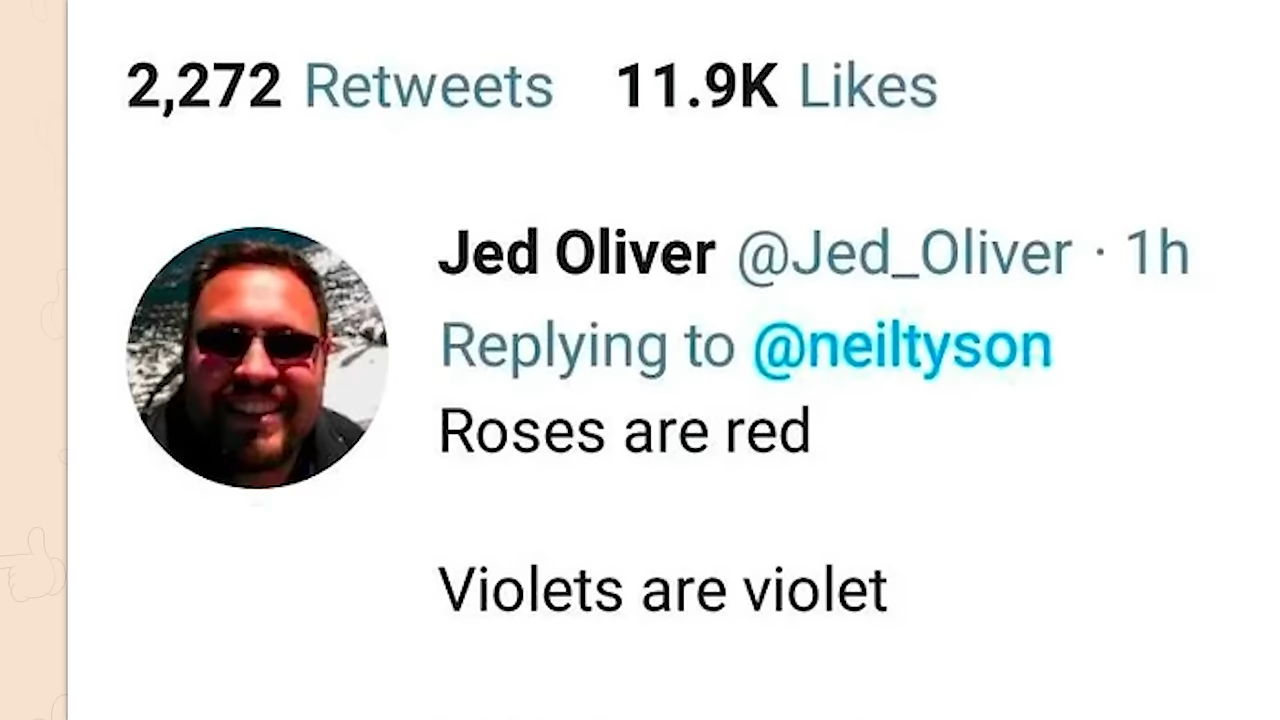 2,272 Retweets 11.9K Likes
Jed Oliver @Jed_Oliver · 1h
Replying to @neiltyson
Roses are red
Violets are violet